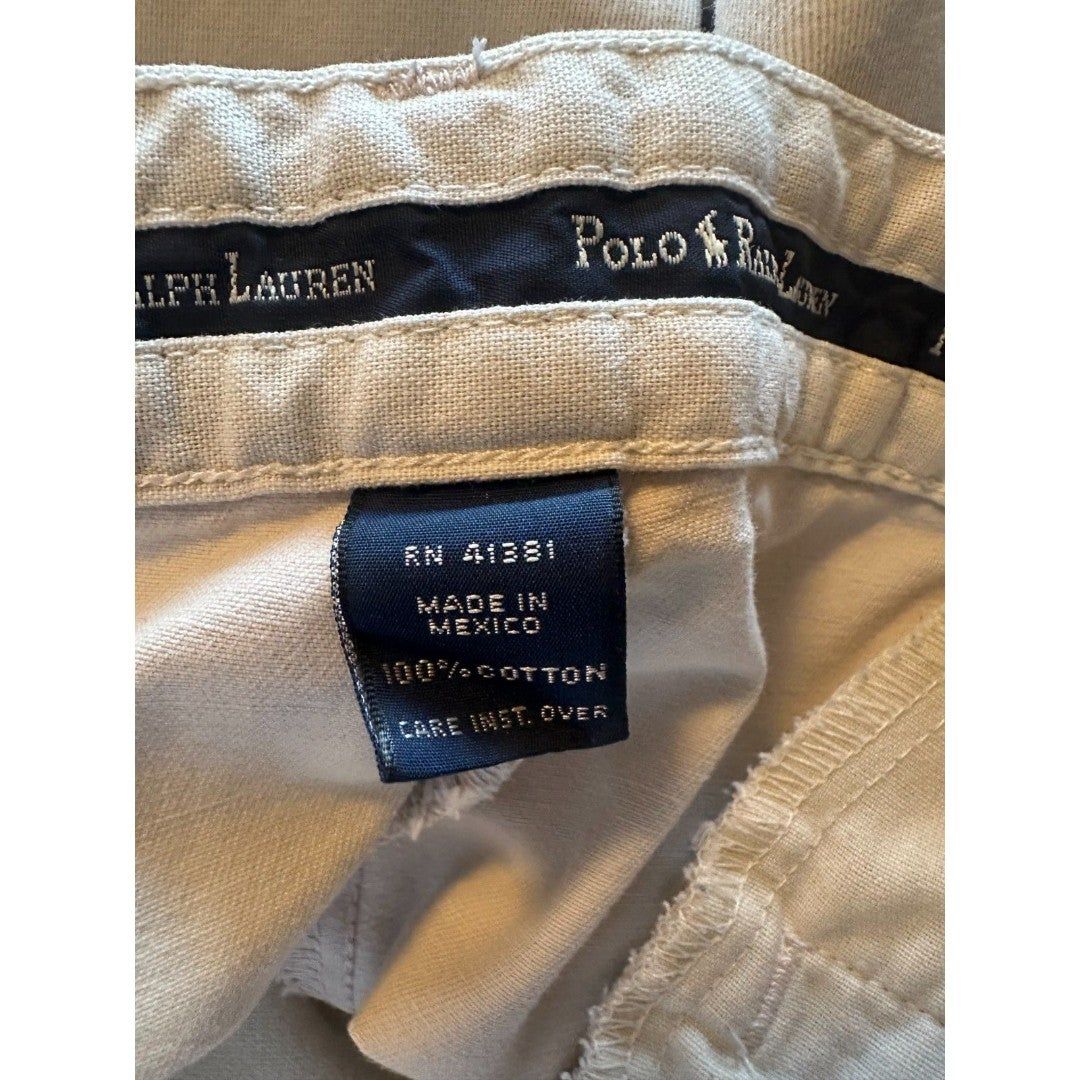 ALPH LAUREN
POLO RALPH LAUREN
RN 41381
MADE IN
MEXICO
100% COTTON
CARE INST. OVER